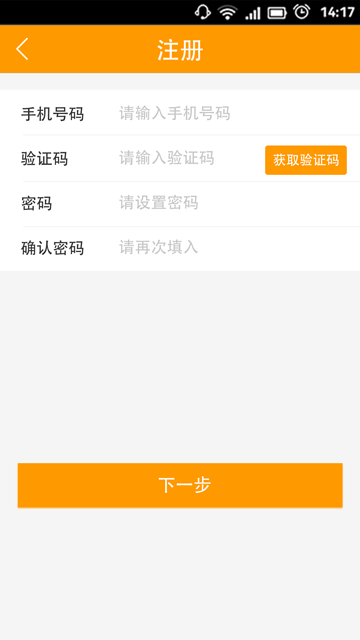 14:17
注册
手机号码 请输入手机号码
验证码 请输入验证码 获取验证码
密码 请设置密码
确认密码 请再次填入
下一步